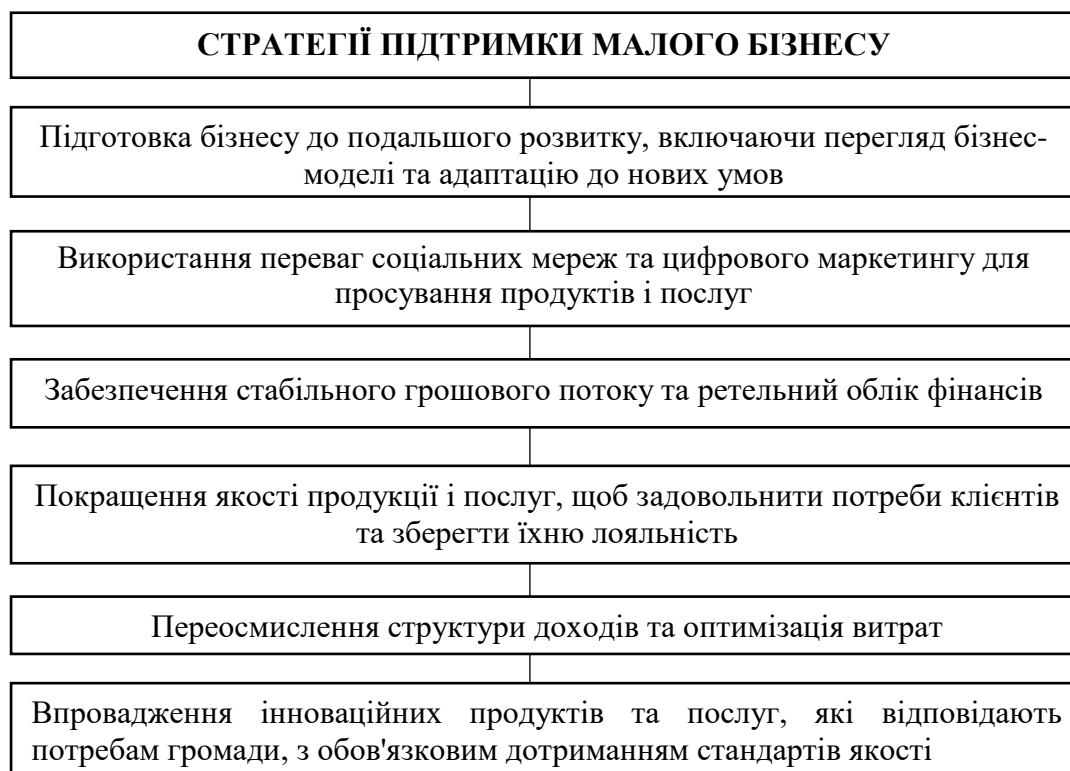 СТРАТЕГІЇ ПІДТРИМКИ МАЛОГО БІЗНЕСУ
Підготовка бізнесу до подальшого розвитку, включаючи перегляд бізнес-
моделі та адаптацію до нових умов
Використання переваг соціальних мереж та цифрового маркетингу для
просування продуктів і послуг
Забезпечення стабільного грошового потоку та ретельний облік фінансів
Покращення якості продукції і послуг, щоб задовольнити потреби клієнтів
та зберегти їхню лояльність
Переосмислення структури доходів та оптимізація витрат
Впровадження інноваційних продуктів та послуг, які відповідають
потребам громади, з обов'язковим дотриманням стандартів якості